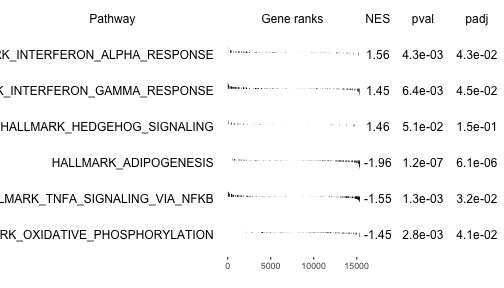 Pathway Gene ranks NES pval padj
RK_INTERFERON_ALPHA_RESPONSE 1.56 4.3e-03 4.3e-02
K_INTERFERON_GAMMA_RESPONSE 1.45 6.4e-03 4.5e-02
HALLMARK_HEDGEHOG_SIGNALING 1.46 5.1e-02 1.5e-01
HALLMARK_ADIPOGENESIS -1.96 1.2e-07 6.1e-06
LMARK_TNFA_SIGNALING_VIA_NFKB -1.55 1.3e-03 3.2e-02
RK_OXIDATIVE_PHOSPHORYLATION -1.45 2.8e-03 4.1e-02
0 5000 10000 15000